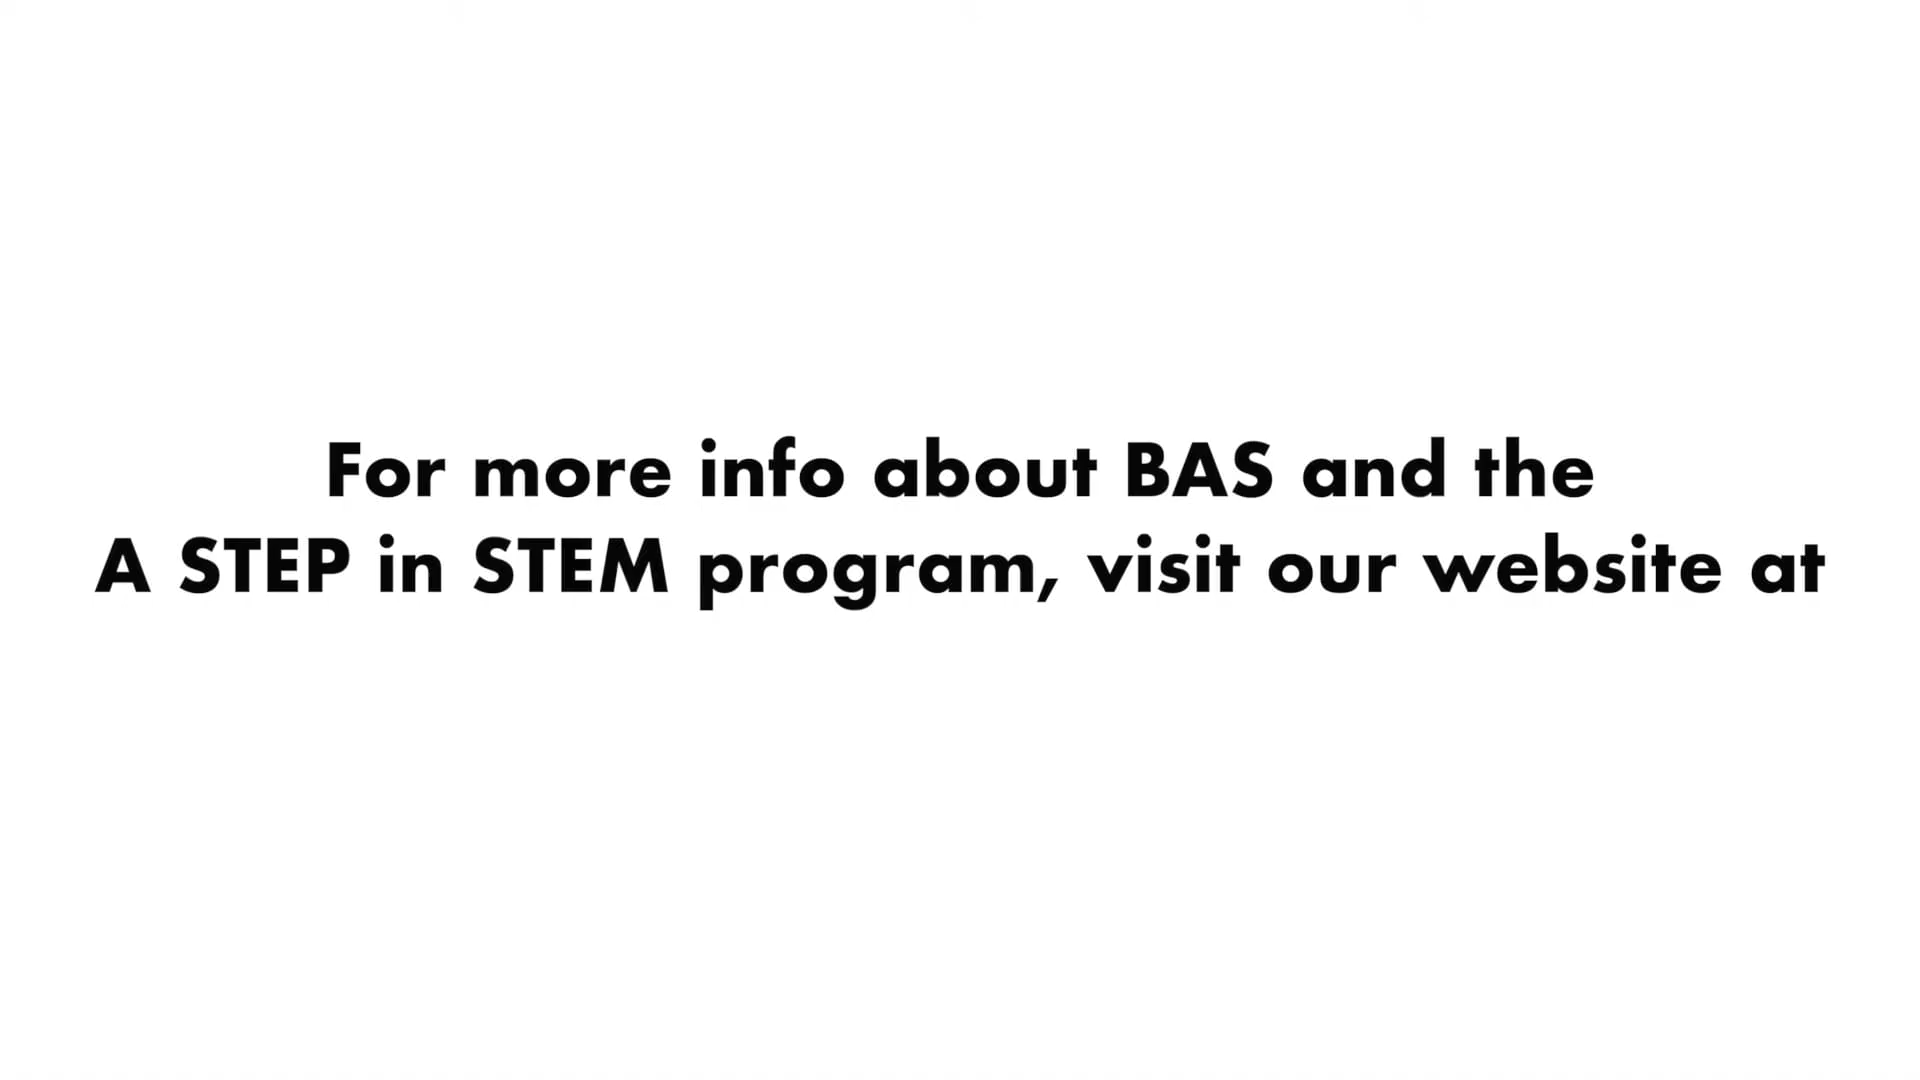 For more info about BAS and the
A STEP in STEM program, visit our website at